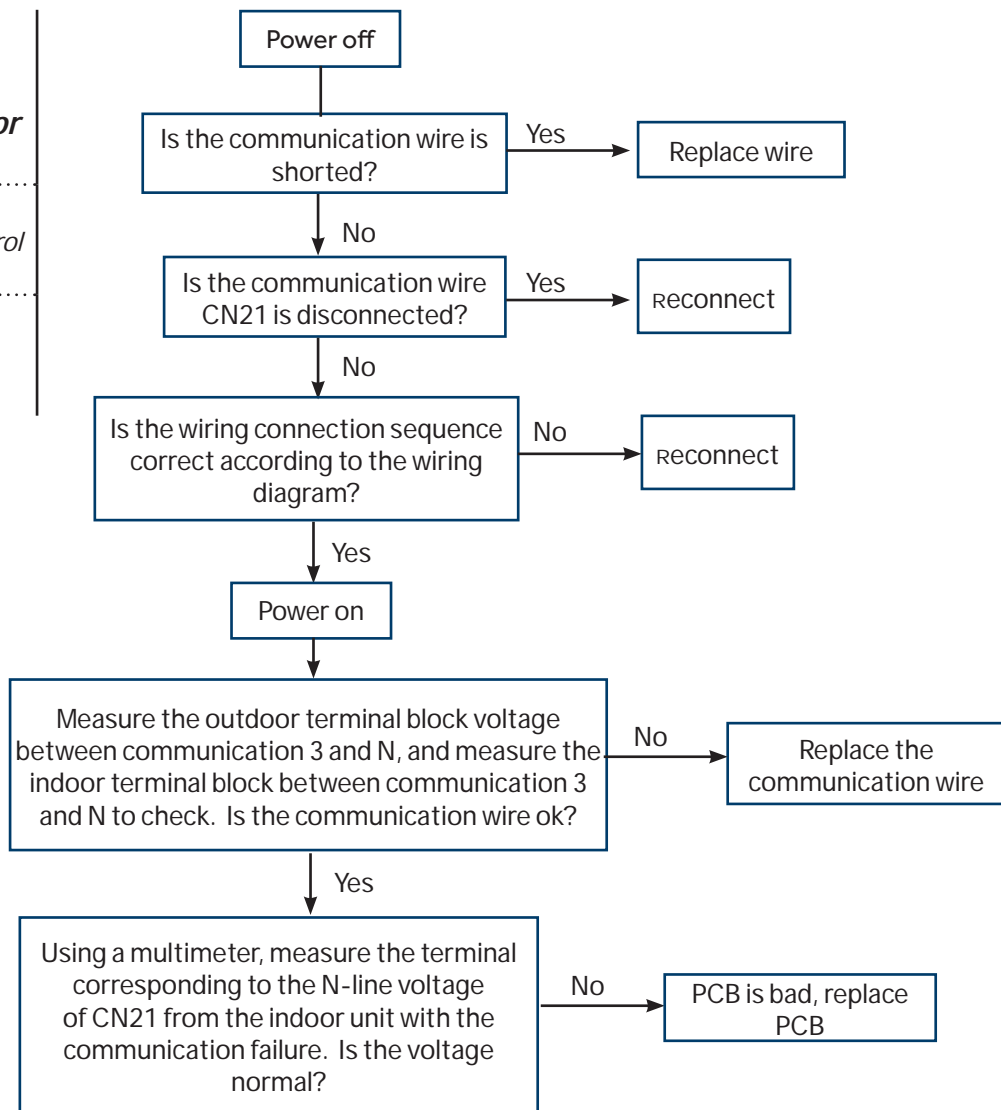 Power off
or
Is the communication wire is
shorted?
Yes
Replace wire
rol
No
Is the communication wire
CN21 is disconnected?
Yes
Reconnect
No
Is the wiring connection sequence
correct according to the wiring
diagram?
No
Reconnect
Yes
Power on
Measure the outdoor terminal block voltage
between communication 3 and N, and measure the
indoor terminal block between communication 3
and N to check. Is the communication wire ok?
No
Replace the
communication wire
Yes
Using a multimeter, measure the terminal
corresponding to the N-line voltage
of CN21 from the indoor unit with the
communication failure. Is the voltage
normal?
No
PCB is bad, replace
PCB